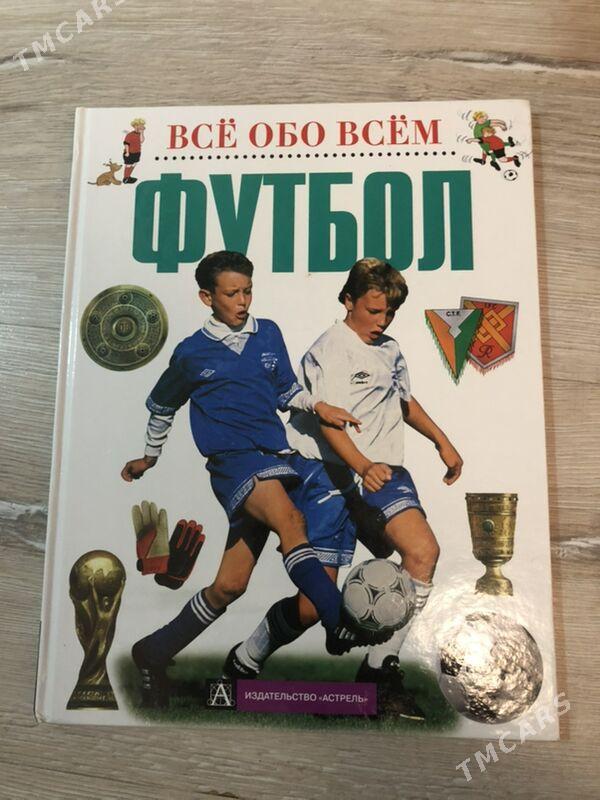 TMCARS
ВСЁ ОБО ВСЁМ
ФУТБОЛ
С.Т.F.
R
A
ИЗДАТЕЛЬСТВО «АСТРЕЛЬ»
TMCARS